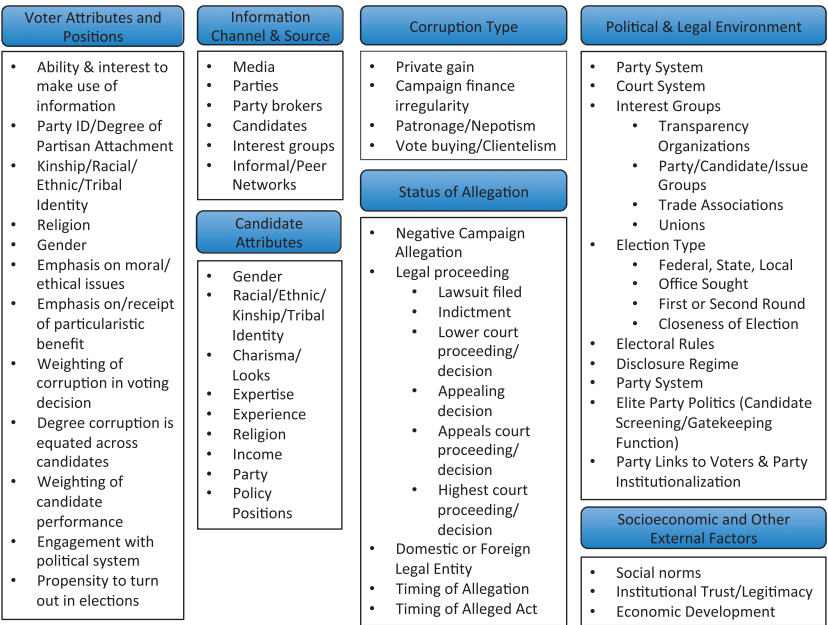 Voter Attributes and
Positions
• Ability & interest to
make use of
information
• Party ID/Degree of
Partisan Attachment
• Kinship/Racial/
Ethnic/Tribal
Identity
• Religion
• Gender
• Emphasis on moral/
ethical issues
• Emphasis on/receipt
of particularistic
benefit
• Weighting of
corruption in voting
decision
• Degree corruption is
equated across
candidates
• Weighting of
candidate
performance
• Engagement with
political system
• Propensity to turn
out in elections
Information
Channel & Source
• Media
• Parties
• Party brokers
• Candidates
• Interest groups
• Informal/Peer
Networks
Candidate
Attributes
• Gender
• Racial/Ethnic/
Kinship/Tribal
Identity
• Charisma/
Looks
• Expertise
• Experience
• Religion
• Income
• Party
• Policy
Positions
Corruption Type
• Private gain
• Campaign finance
irregularity
• Patronage/Nepotism
• Vote buying/Clientelism
Status of Allegation
• Negative Campaign
Allegation
• Legal proceeding
• Lawsuit filed
• Indictment
• Lower court
proceeding/
decision
• Appealing
decision
• Appeals court
proceeding/
decision
• Highest court
proceeding/
decision
• Domestic or Foreign
Legal Entity
• Timing of Allegation
• Timing of Alleged Act
Political & Legal Environment
• Party System
• Court System
• Interest Groups
• Transparency
Organizations
• Party/Candidate/Issue
Groups
• Trade Associations
• Unions
• Election Type
• Federal, State, Local
• Office Sought
• First or Second Round
• Closeness of Election
• Electoral Rules
• Disclosure Regime
• Party System
• Elite Party Politics (Candidate
Screening/Gatekeeping
Function)
• Party Links to Voters & Party
Institutionalization
Socioeconomic and Other
External Factors
• Social norms
• Institutional Trust/Legitimacy
• Economic Development